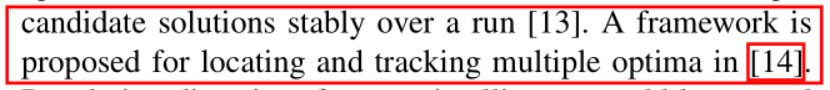 candidate solutions stably over a run [13]. A framework is
proposed for locating and tracking multiple optima in [14].